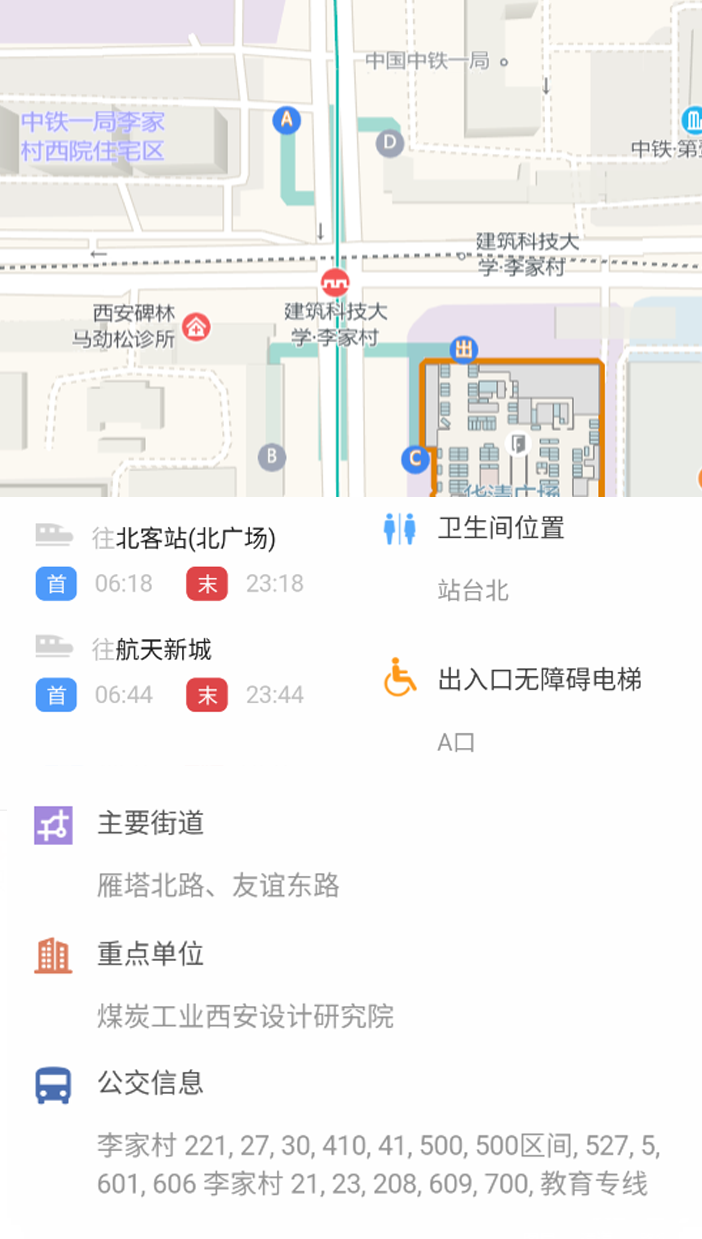 中国中铁一局
A
中铁一局李家
村西院住宅区
D
中铁·第
建筑科技大
学·李家村
西安碑林
马劲松诊所
建筑科技大
学·李家村
B
C
华清广场
往北客站(北广场)
首 06:18 末 23:18
往航天新城
首 06:44 末 23:44
卫生间位置
站台北
出入口无障碍电梯
A口
主要街道
雁塔北路、友谊东路
重点单位
煤炭工业西安设计研究院
公交信息
李家村 221, 27, 30, 410, 41, 500, 500区间, 527, 5,
601, 606 李家村 21, 23, 208, 609, 700, 教育专线